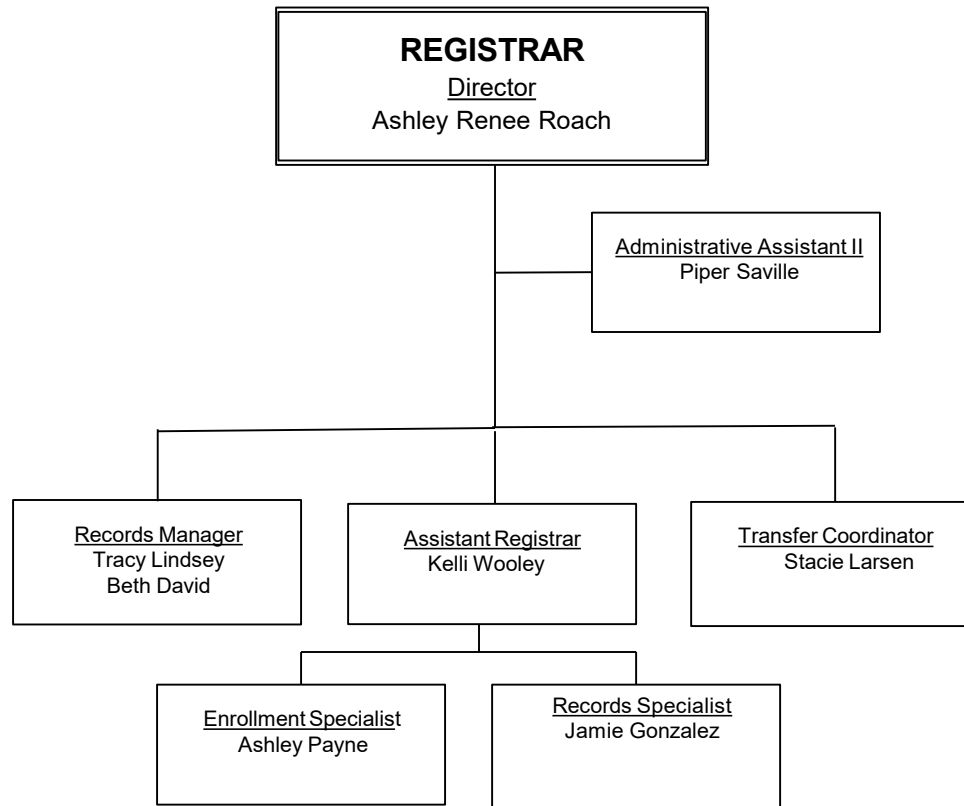 REGISTRAR
Director
Ashley Renee Roach
Administrative Assistant II
Piper Saville
Records Manager
Tracy Lindsey
Beth David
Assistant Registrar
Kelli Wooley
Transfer Coordinator
Stacie Larsen
Enrollment Specialist
Ashley Payne
Records Specialist
Jamie Gonzalez